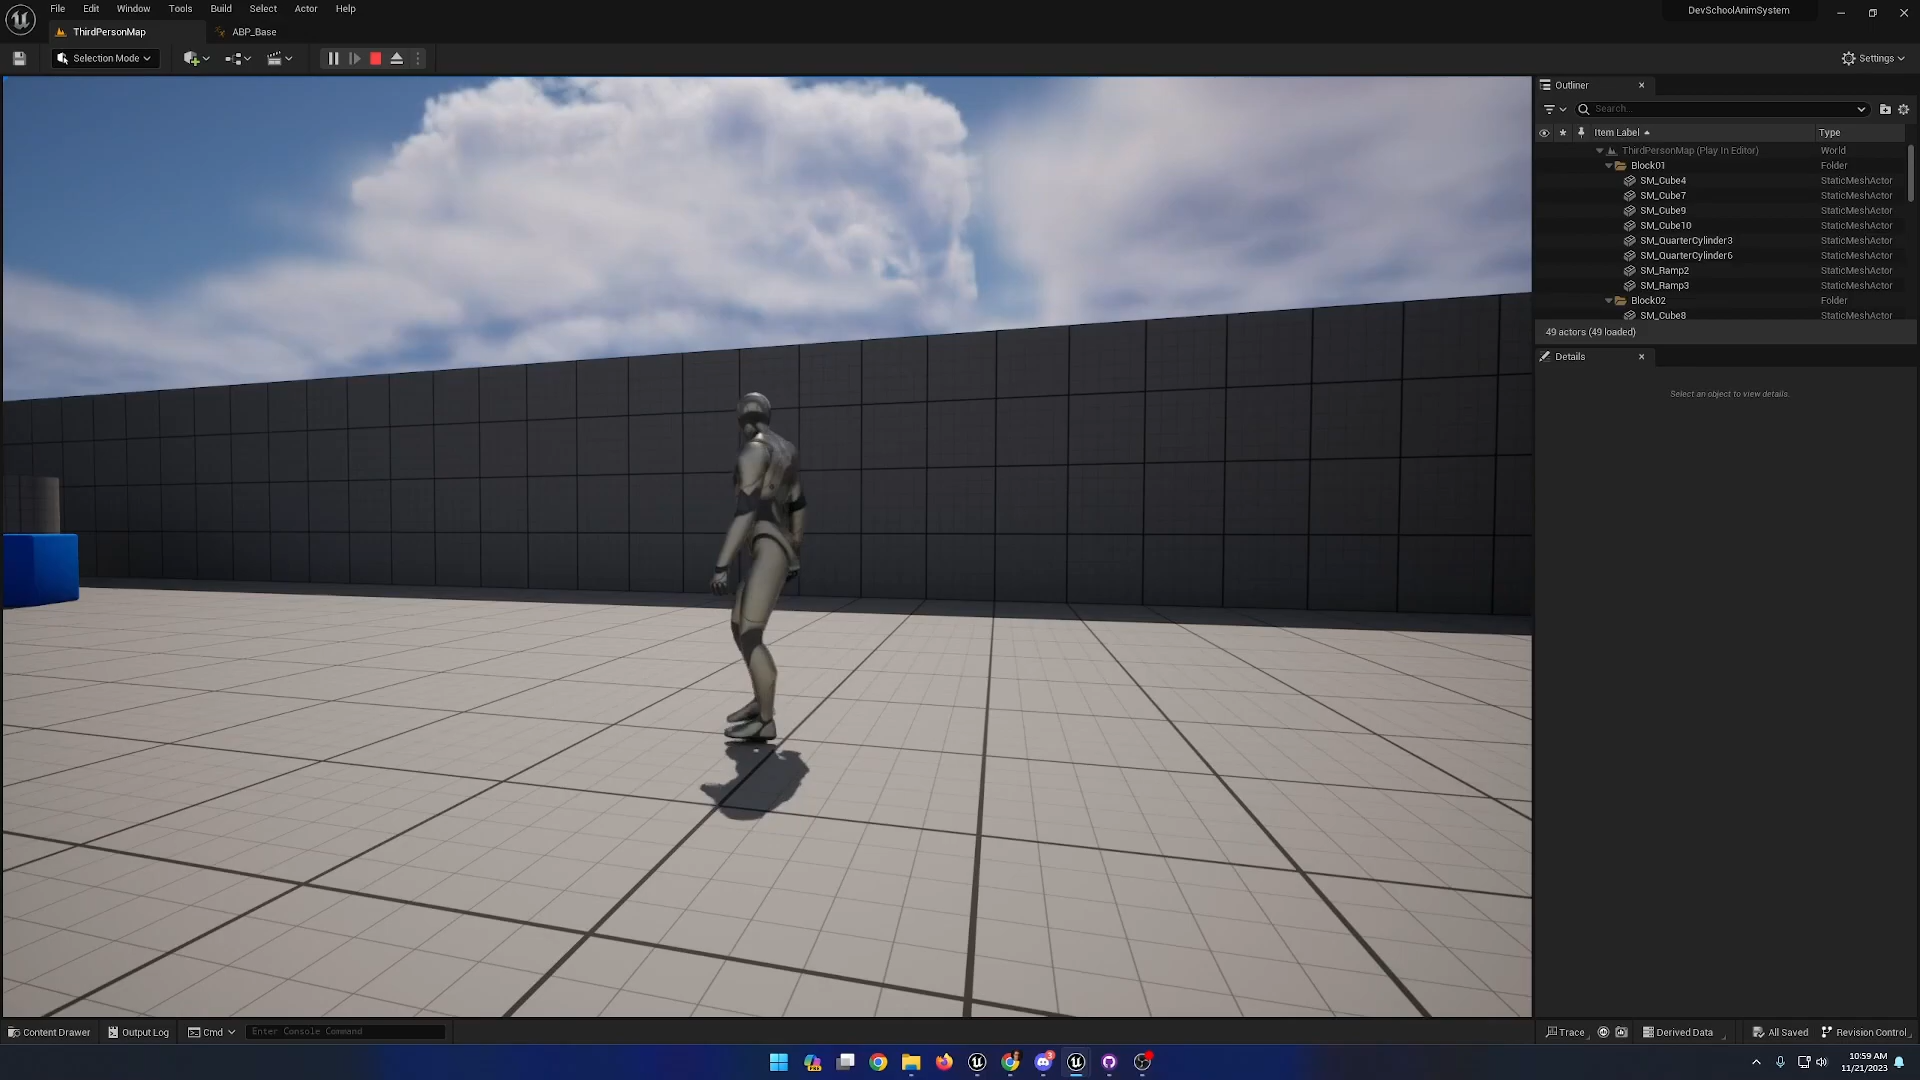 File Edit Window Tools Build Select Actor Help
DevSchoolAnimSystem
ThirdPersonMap
ABP_Base
Selection Mode
Settings
Outliner
Search...
Item Label Type
ThirdPersonMap (Play In Editor) World
Block01 Folder
SM_Cube4 StaticMeshActor
SM_Cube7 StaticMeshActor
SM_Cube9 StaticMeshActor
SM_Cube10 StaticMeshActor
SM_QuarterCylinder3 StaticMeshActor
SM_QuarterCylinder6 StaticMeshActor
SM_Ramp2 StaticMeshActor
SM_Ramp3 StaticMeshActor
Block02 Folder
SM_Cube8 StaticMeshActor
49 actors (49 loaded)
Details
Select an object to view details.
Content Drawer Output Log Cmd Enter Console Command
Trace Derived Data All Saved Revision Control
10:59 AM
11/21/2023